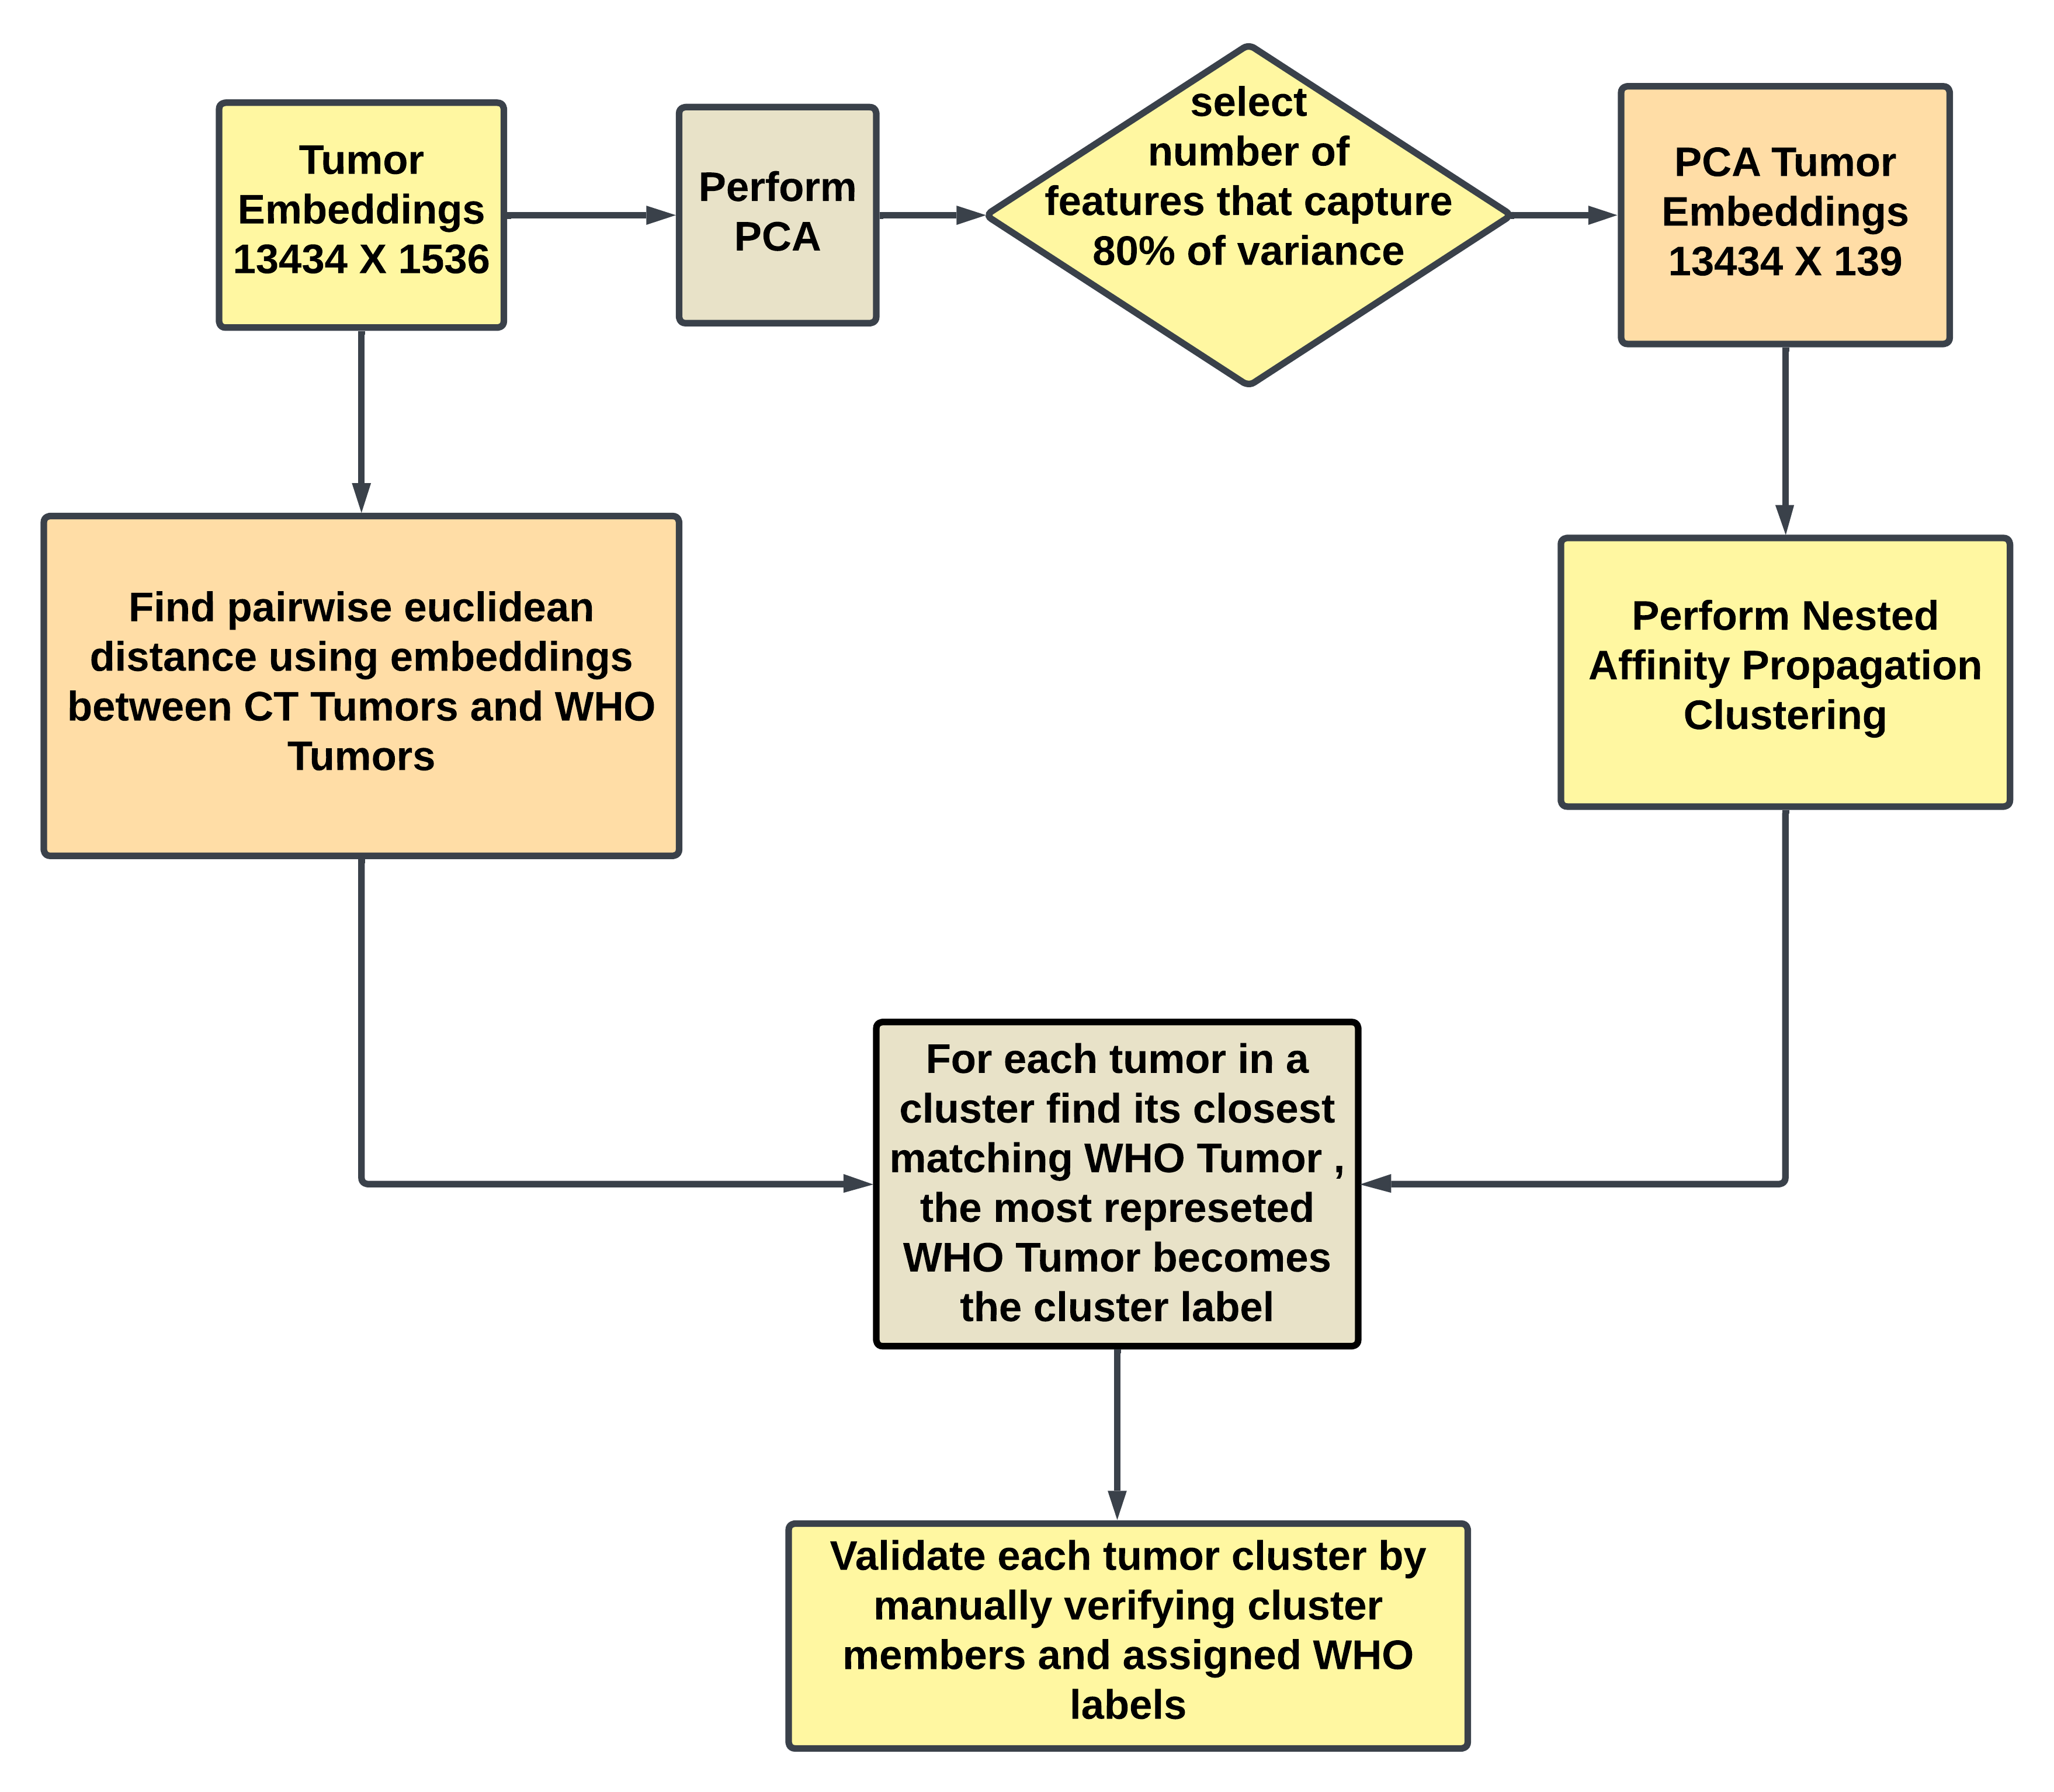 Tumor
Embeddings
13434 X 1536
Perform
PCA
select
number of
features that capture
80% of variance
PCA Tumor
Embeddings
13434 X 139
Find pairwise euclidean
distance using embeddings
between CT Tumors and WHO
Tumors
Perform Nested
Affinity Propagation
Clustering
For each tumor in a
cluster find its closest
matching WHO Tumor ,
the most represeted
WHO Tumor becomes
the cluster label
Validate each tumor cluster by
manually verifying cluster
members and assigned WHO
labels